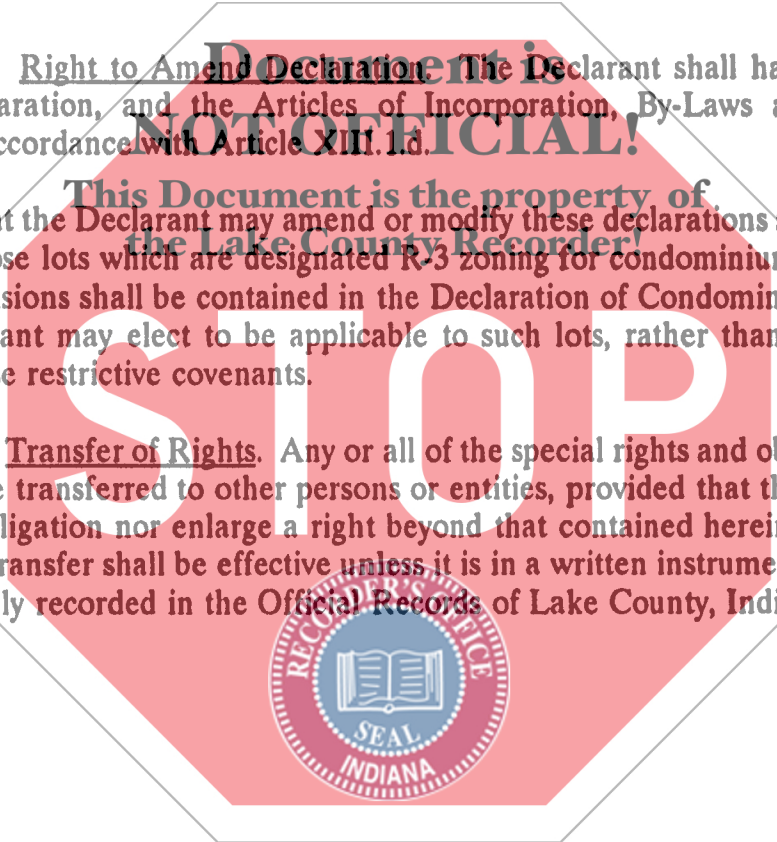 Document is
Right to Amend Declaration. The Declarant shall ha
aration, and the Articles of Incorporation, By-Laws a
NOT OFFICIAL!
ccordance with Article XIII. 1.d.
This Document is the property of
t the Declarant may amend or modify these declarations
the Lake County Recorder!
se lots which are designated R-3 zoning for condominiu
sions shall be contained in the Declaration of Condomin
ant may elect to be applicable to such lots, rather than
e restrictive covenants.
STOP
Transfer of Rights. Any or all of the special rights and o
e transferred to other persons or entities, provided that th
ligation nor enlarge a right beyond that contained herei
ransfer shall be effective unless it is in a written instrume
ly recorded in the Official Records of Lake County, Indi
RECORDER'S OFFICE
SEAL
INDIANA